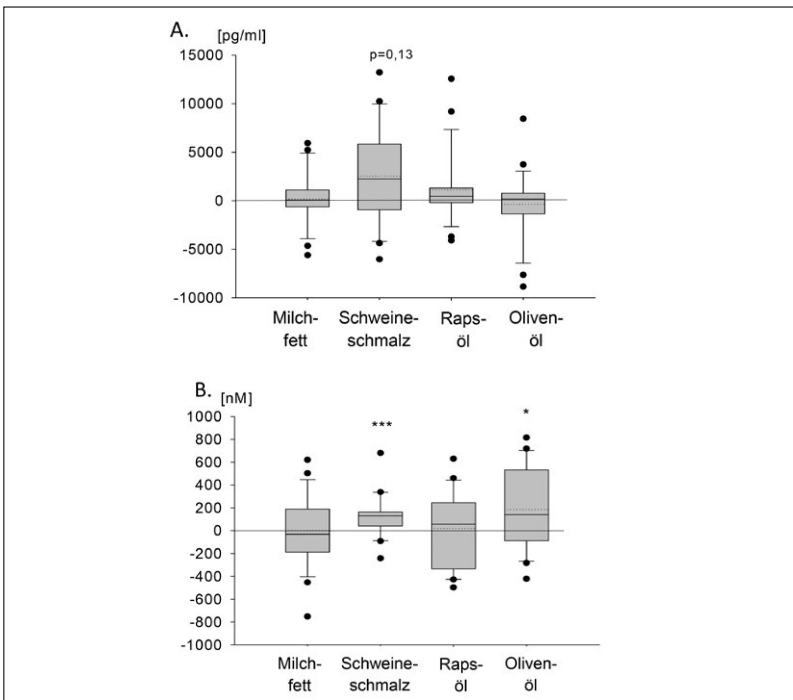 A.
[pg/ml]
p=0,13
15000
10000
5000
0
-5000
-10000
Milch-
fett
Schweine-
schmalz
Raps-
öl
Oliven-
öl
B.
[nM]
***
*
1000
800
600
400
200
0
-200
-400
-600
-800
-1000
Milch-
fett
Schweine-
schmalz
Raps-
öl
Oliven-
öl